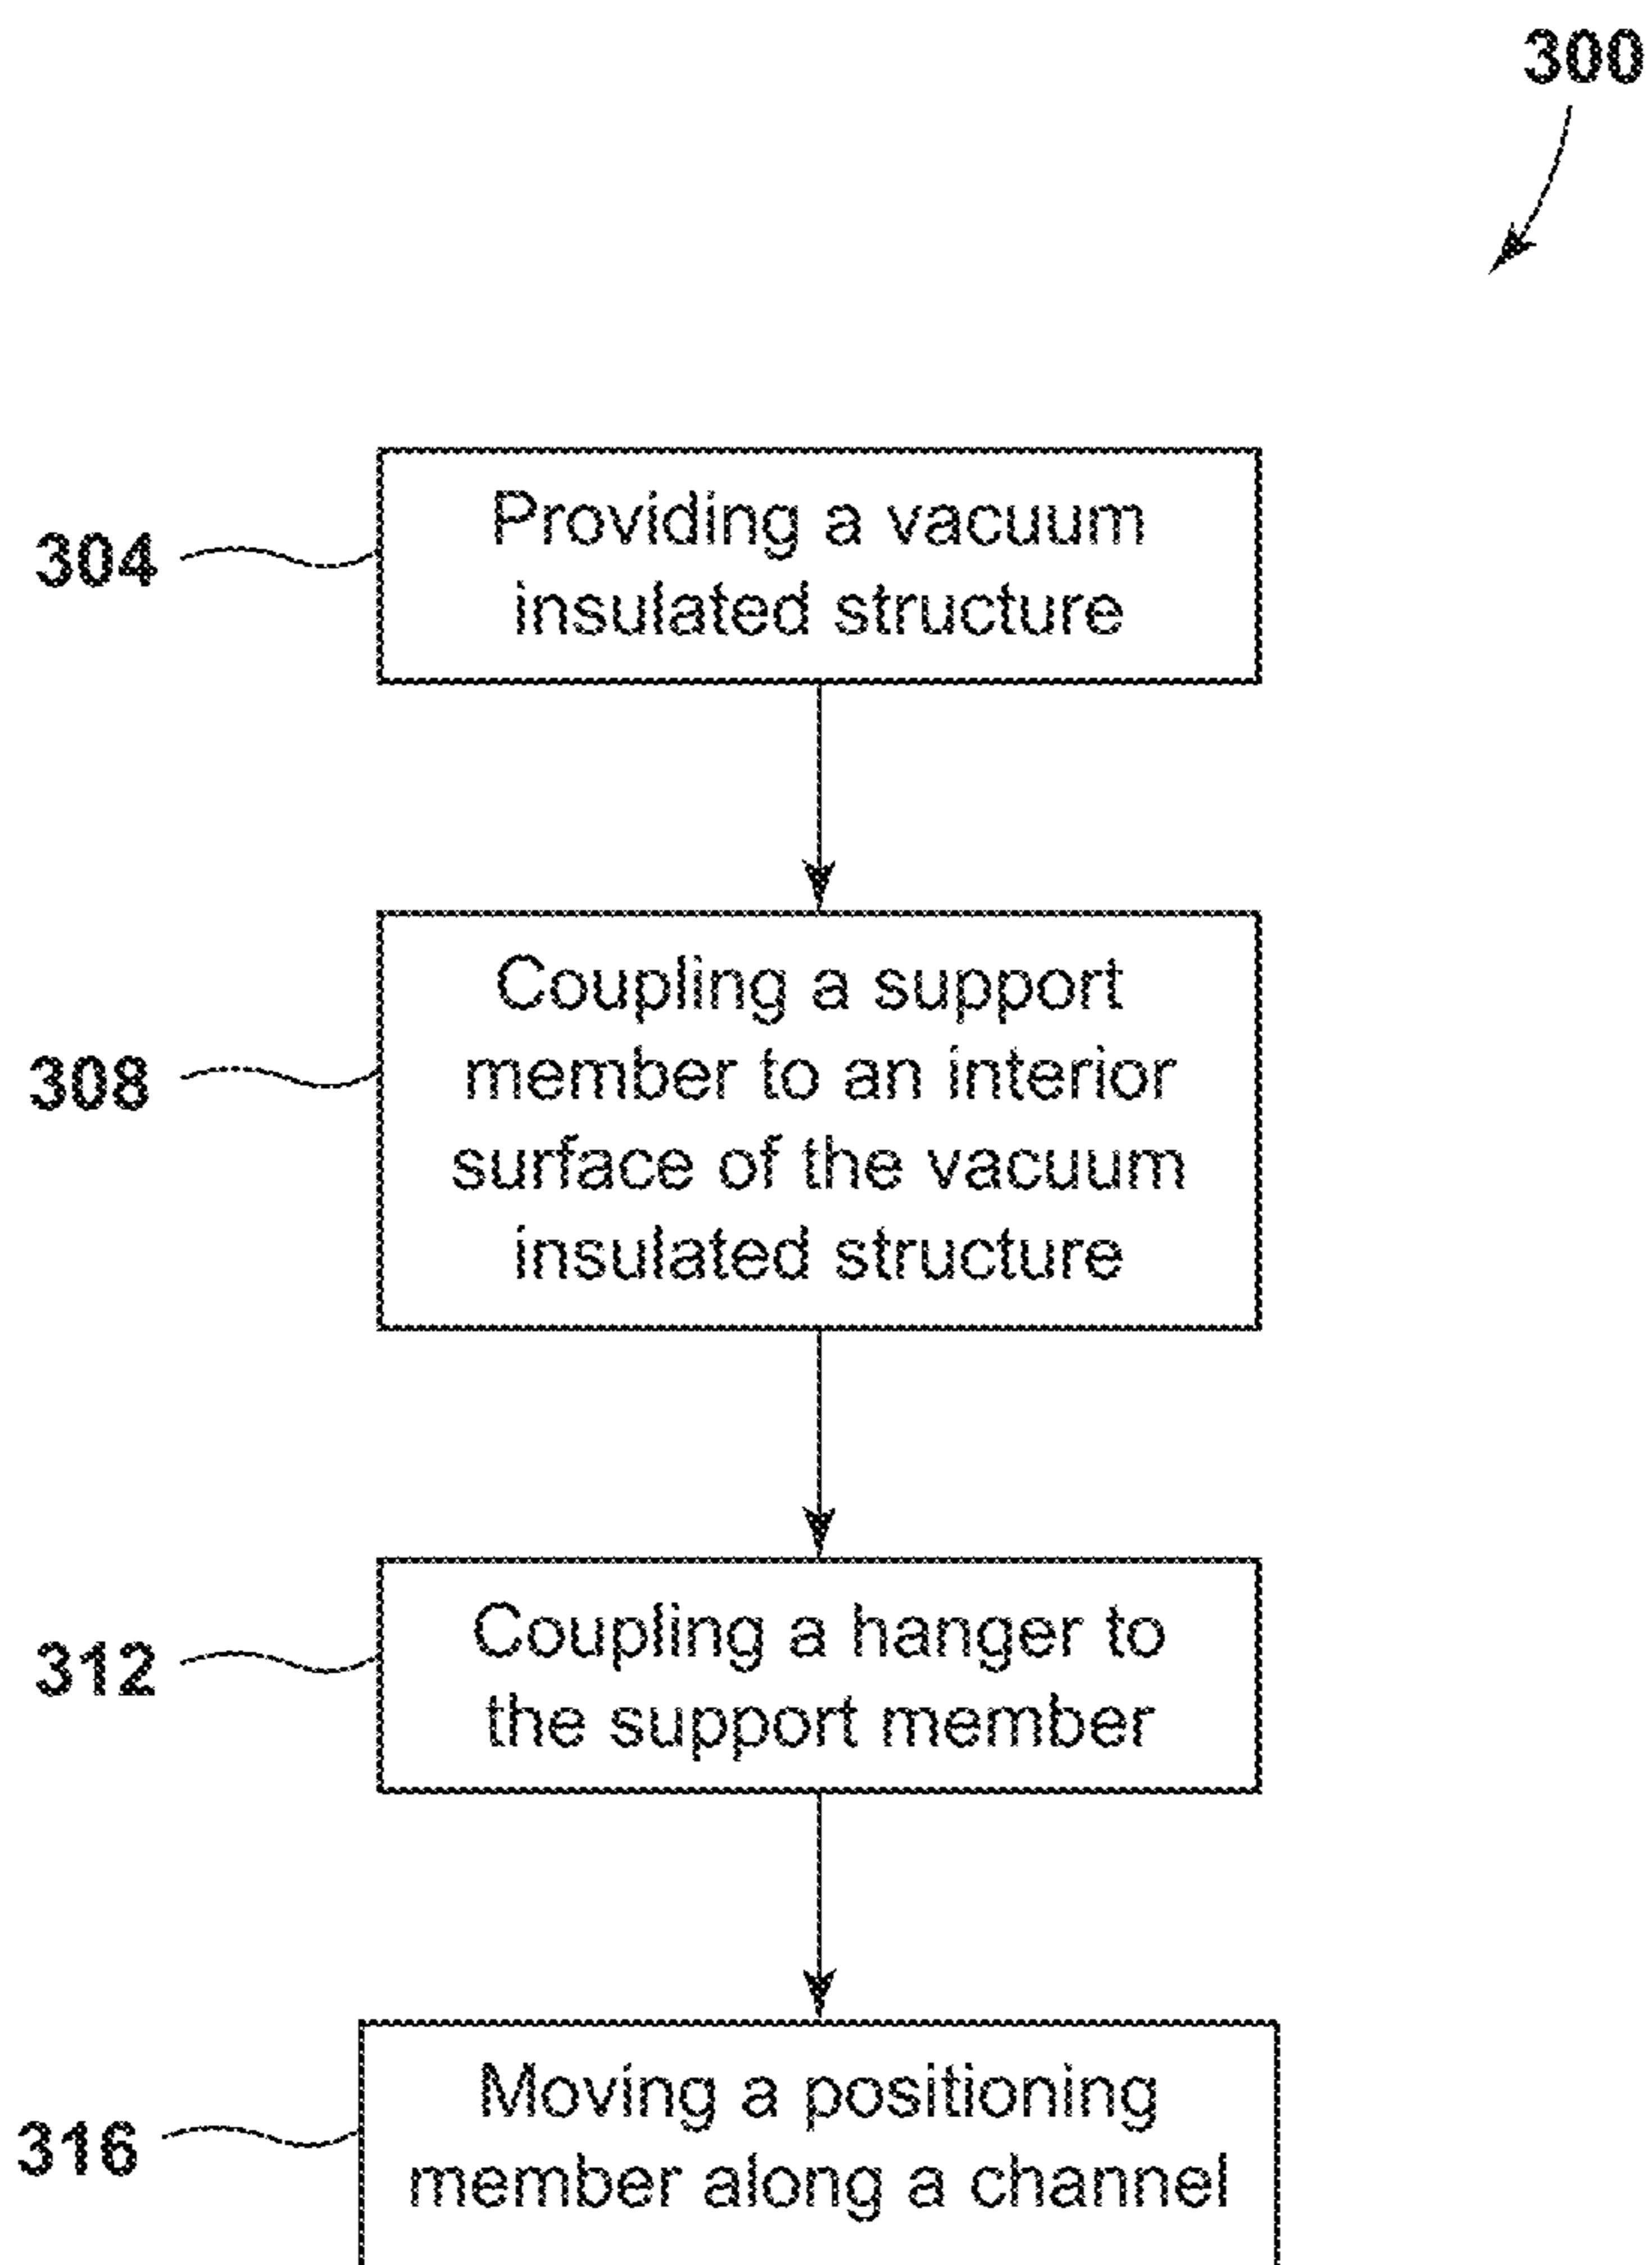 300
304
Providing a vacuum
insulated structure
308
Coupling a support
member to an interior
surface of the vacuum
insulated structure
312
Coupling a hanger to
the support member
316
Moving a positioning
member along a channel